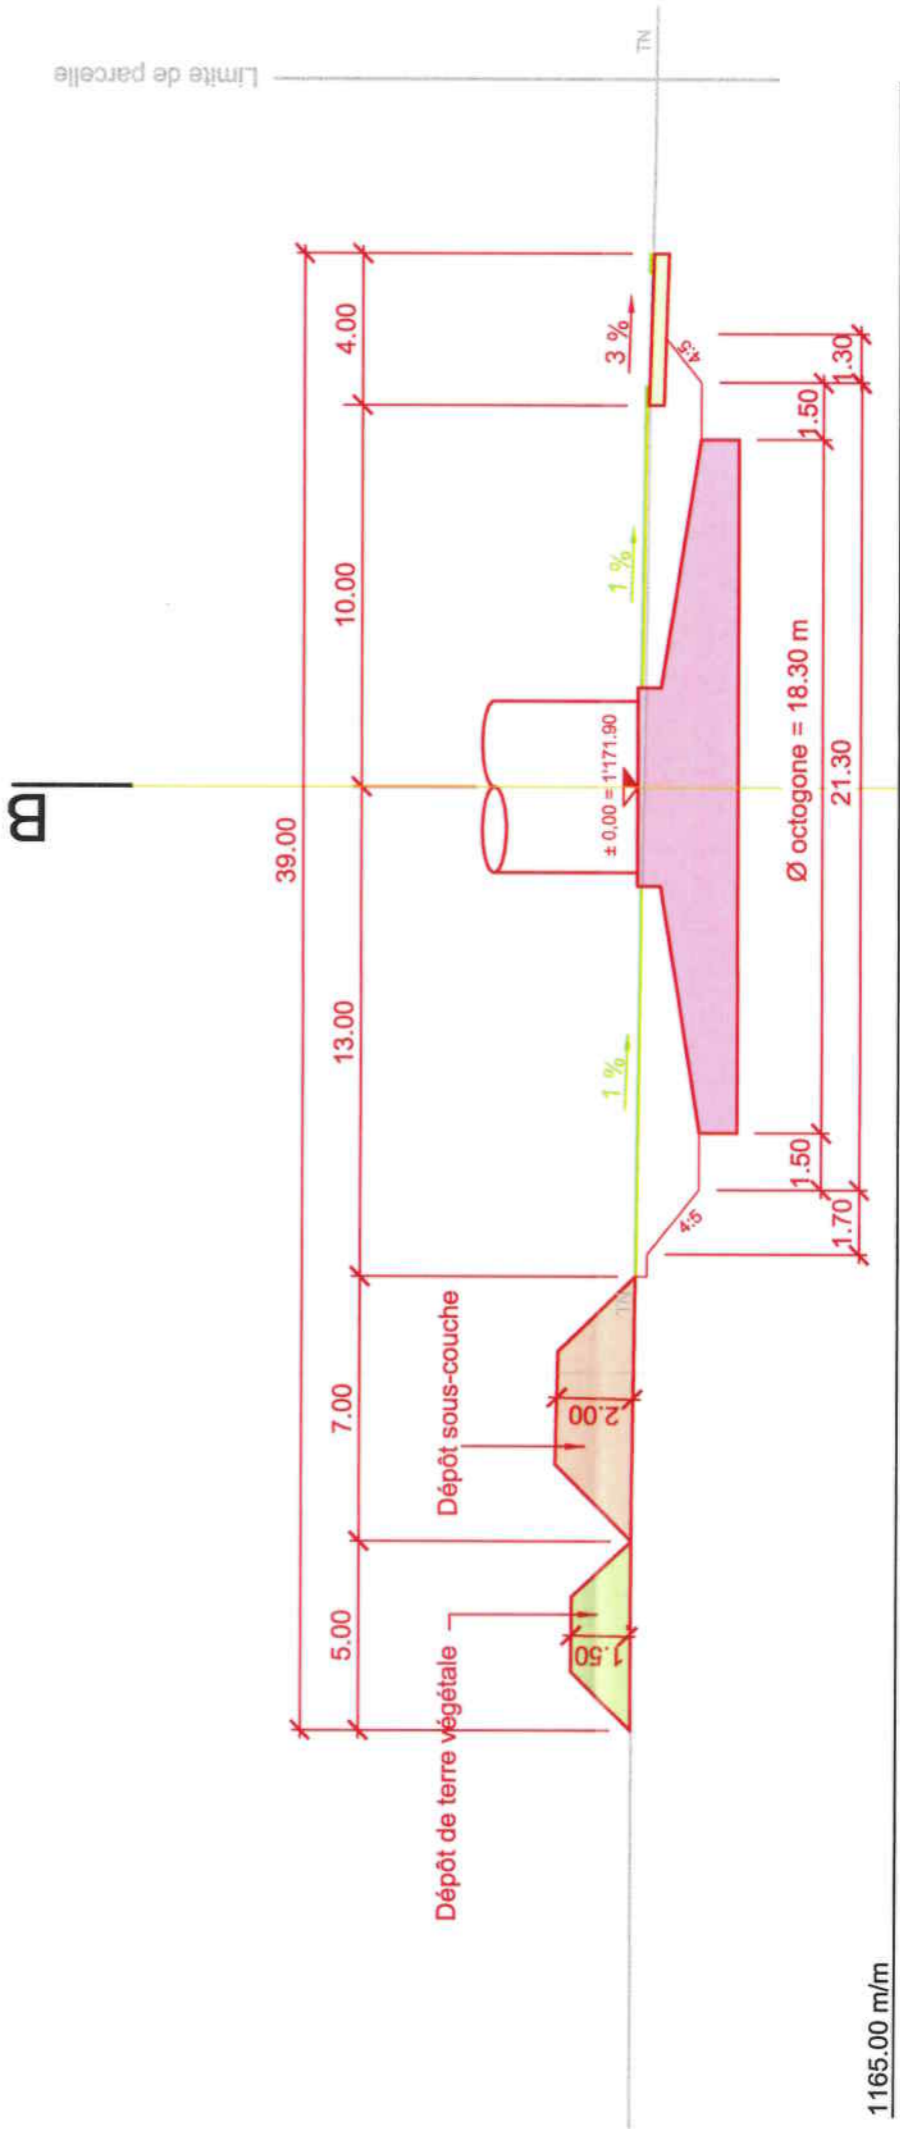 B
Limite de parcelle
39.00
5.00
7.00
13.00
10.00
4.00
Dépôt de terre végétale
Dépôt sous-couche
1.50
2.00
TN
TN
1 %
± 0,00 = 1'171.90
1 %
3 %
4:5
4:5
1.70
1.50
Ø octogone = 18.30 m
1.50
1.30
21.30
1165.00 m/m